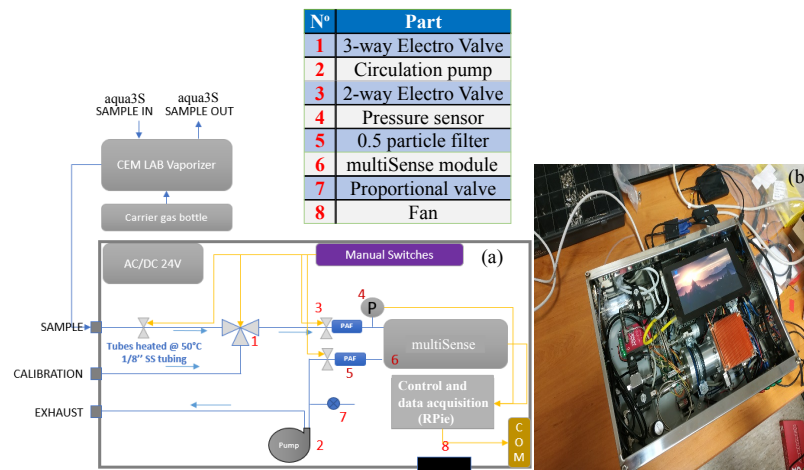 Nº Part
1 3-way Electro Valve
2 Circulation pump
3 2-way Electro Valve
4 Pressure sensor
5 0.5 particle filter
6 multiSense module
7 Proportional valve
8 Fan
aqua3S
SAMPLE IN
aqua3S
SAMPLE OUT
CEM LAB Vaporizer
Carrier gas bottle
AC/DC 24V
Manual Switches
(a)
(b)
SAMPLE
Tubes heated @ 50°C
1/8’’ SS tubing
1
3
PAF
4
P
multiSense
6
PAF
5
CALIBRATION
EXHAUST
7
Pump
2
Control and
data acquisition
(RPie)
8
COM